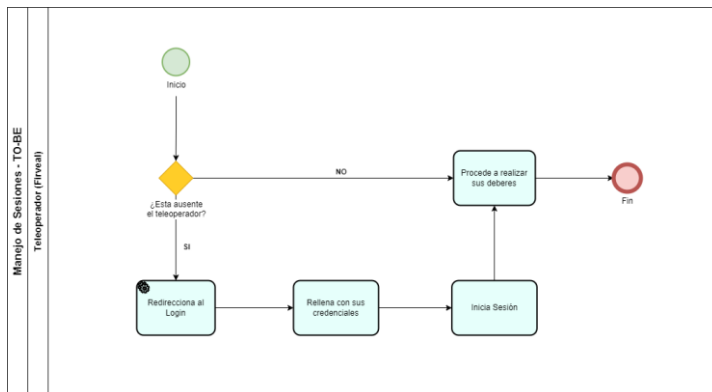 Manejo de Sesiones - TO-BE
Teleoperador (Firveal)
Inicio
¿Esta ausente
el teleoperador?
NO
SI
Procede a realizar
sus deberes
Fin
Redirecciona al
Login
Rellena con sus
credenciales
Inicia Sesión